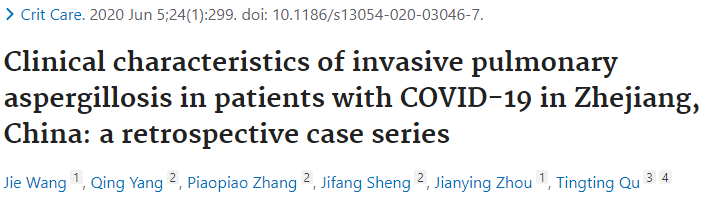 > Crit Care. 2020 Jun 5;24(1):299. doi: 10.1186/s13054-020-03046-7.
Clinical characteristics of invasive pulmonary
aspergillosis in patients with COVID-19 in Zhejiang,
China: a retrospective case series
Jie Wang 1, Qing Yang 2, Piaopiao Zhang 2, Jifang Sheng 2, Jianying Zhou 1, Tingting Qu 3 4